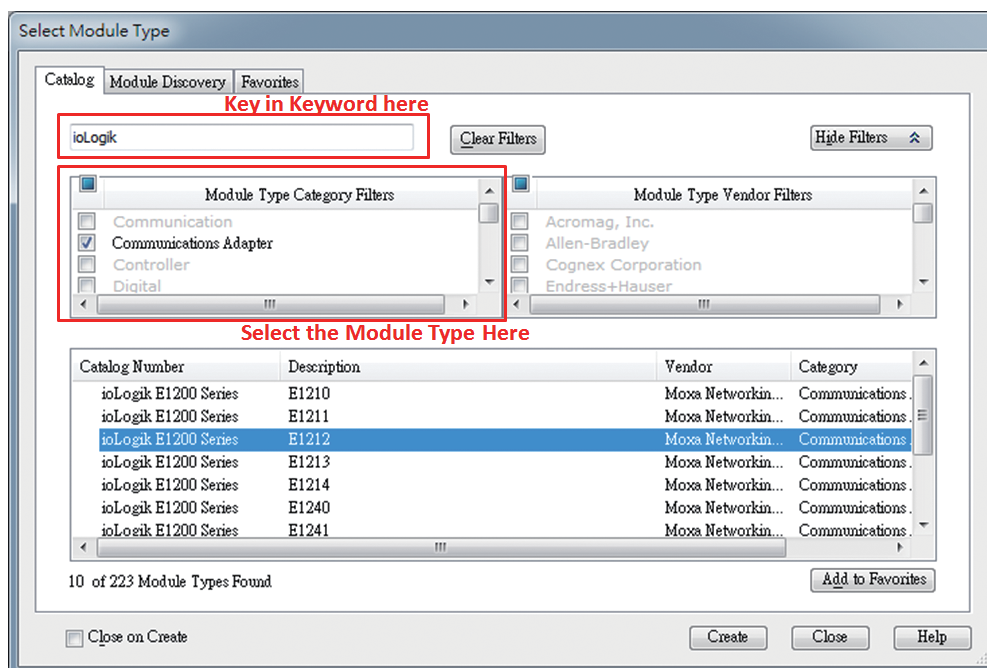 Select Module Type
Catalog Module Discovery Favorites
Key in Keyword here
ioLogik Clear Filters Hide Filters
Module Type Category Filters Module Type Vendor Filters
Communication Acromag, Inc.
Communications Adapter Allen-Bradley
Controller Cognex Corporation
Digital Endress+Hauser
Select the Module Type Here
Catalog Number Description Vendor Category
ioLogik E1200 Series E1210 Moxa Networkin... Communications.
ioLogik E1200 Series E1211 Moxa Networkin... Communications.
ioLogik E1200 Series E1212 Moxa Networkin... Communications.
ioLogik E1200 Series E1213 Moxa Networkin... Communications.
ioLogik E1200 Series E1214 Moxa Networkin... Communications.
ioLogik E1200 Series E1240 Moxa Networkin... Communications.
ioLogik E1200 Series E1241 Moxa Networkin... Communications.
10 of 223 Module Types Found Add to Favorites
Close on Create Create Close Help